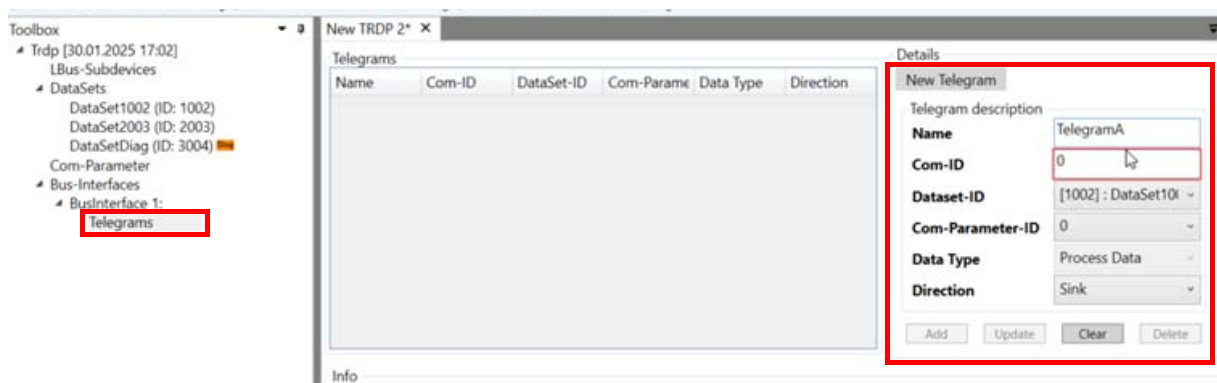 Toolbox
Trdp [30.01.2025 17:02]
LBus-Subdevices
DataSets
DataSet1002 (ID: 1002)
DataSet2003 (ID: 2003)
DataSetDiag (ID: 3004)
Com-Parameter
Bus-Interfaces
BusInterface 1:
Telegrams
New TRDP 2*
Telegrams
Name Com-ID DataSet-ID Com-Parame Data Type Direction
Info
Details
New Telegram
Telegram description
Name TelegramA
Com-ID 0
Dataset-ID [1002] : DataSet10(
Com-Parameter-ID 0
Data Type Process Data
Direction Sink
Add Update Clear Delete